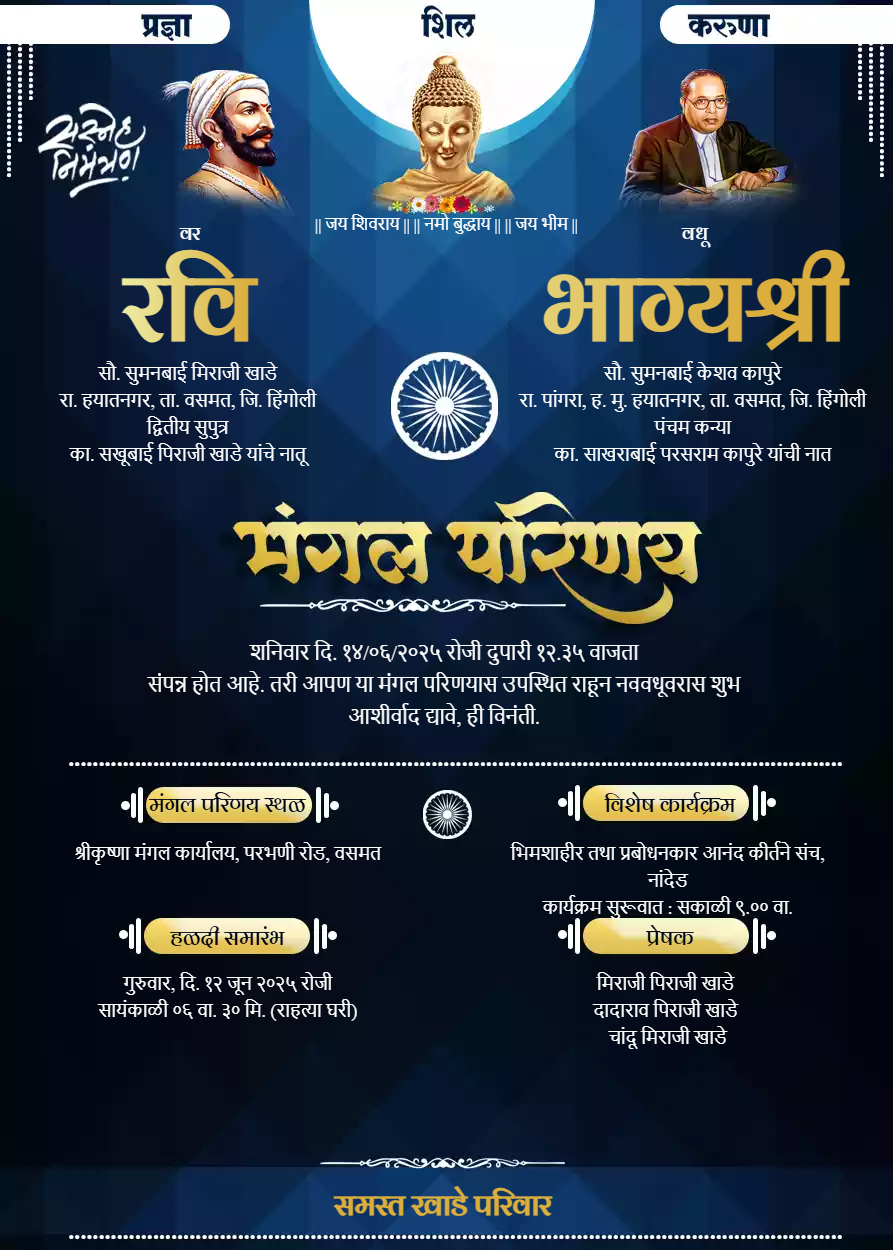 प्रज्ञा
शिल
करुणा
सस्नेह
निमंत्रण
|| जय शिवराय || || नमो बुद्धाय || || जय भीम ||
वर
रवि
सौ. सुमनबाई मिराजी खाडे
रा. हयातनगर, ता. वसमत, जि. हिंगोली
द्वितीय सुपुत्र
का. सखूबाई पिराजी खाडे यांचे नातू
वधू
भाग्यश्री
सौ. सुमनबाई केशव कापुरे
रा. पांगरा, ह. मु. हयातनगर, ता. वसमत, जि. हिंगोली
पंचम कन्या
का. साखराबाई परसराम कापुरे यांची नात
मंगल परिणय
शनिवार दि. १४/०६/२०२५ रोजी दुपारी १२.३५ वाजता
संपन्न होत आहे. तरी आपण या मंगल परिणयास उपस्थित राहून नववधूवरास शुभ
आशीर्वाद द्यावे, ही विनंती.
मंगल परिणय स्थळ
श्रीकृष्णा मंगल कार्यालय, परभणी रोड, वसमत
विशेष कार्यक्रम
भिमशाहीर तथा प्रबोधनकार आनंद कीर्तने संच,
नांदेड
कार्यक्रम सुरूवात : सकाळी ९.०० वा.
हळदी समारंभ
गुरुवार, दि. १२ जून २०२५ रोजी
सायंकाळी ०६ वा. ३० मि. (राहत्या घरी)
प्रेषक
मिराजी पिराजी खाडे
दादाराव पिराजी खाडे
चांदू मिराजी खाडे
समस्त खाडे परिवार